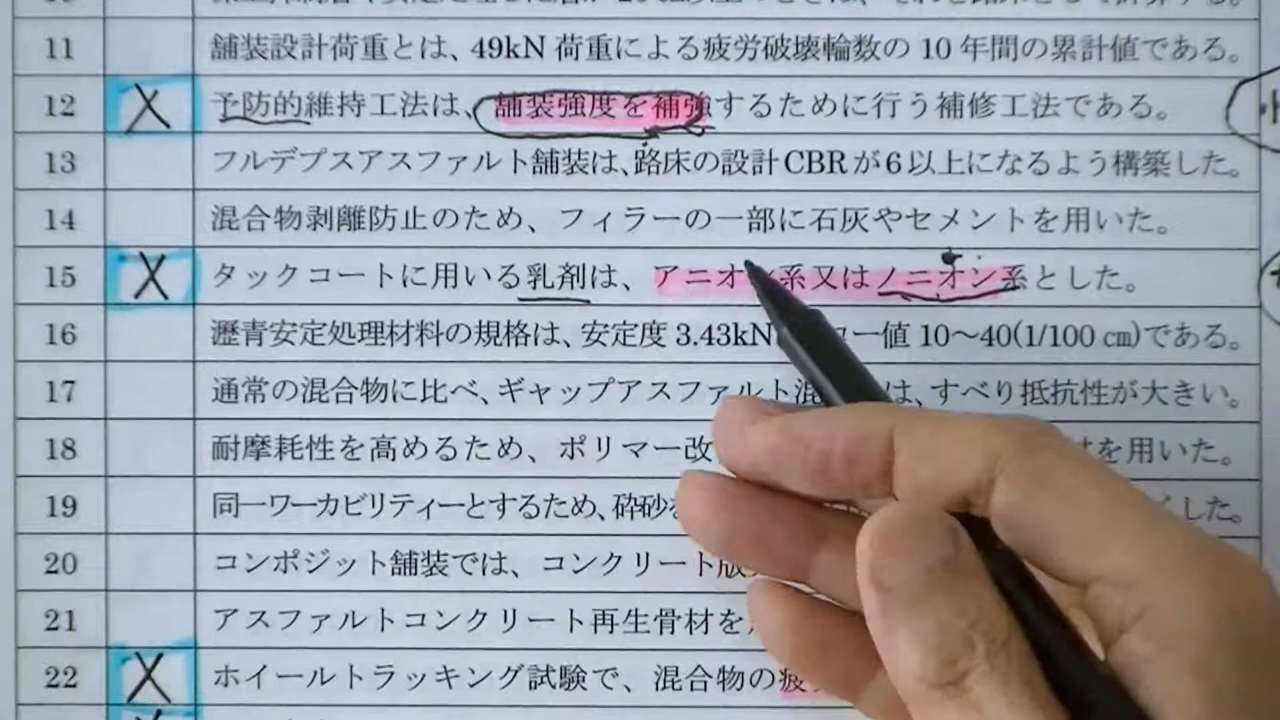 11 舗装設計荷重とは、49kN 荷重による疲労破壊輪数の 10 年間の累計値である。
12 X 予防的維持工法は、舗装強度を補強するために行う補修工法である。
13 フルデプスアスファルト舗装は、路床の設計CBRが6以上になるよう構築した。
14 混合物剥離防止のため、フィラーの一部に石灰やセメントを用いた。
15 X タックコートに用いる乳剤は、アニオン系又はノニオン系とした。
16 瀝青安定処理材料の規格は、安定度 3.43kN ー値 10～40(1/100 ㎝)である。
17 通常の混合物に比べ、ギャップアスファルト混 は、すべり抵抗性が大きい。
18 耐摩耗性を高めるため、ポリマー改 を用いた。
19 同一ワーカビリティーとするため、砕砂 くした。
20 コンポジット舗装では、コンクリート版
21 アスファルトコンクリート再生骨材を
22 X ホイールトラッキング試験で、混合物の疲